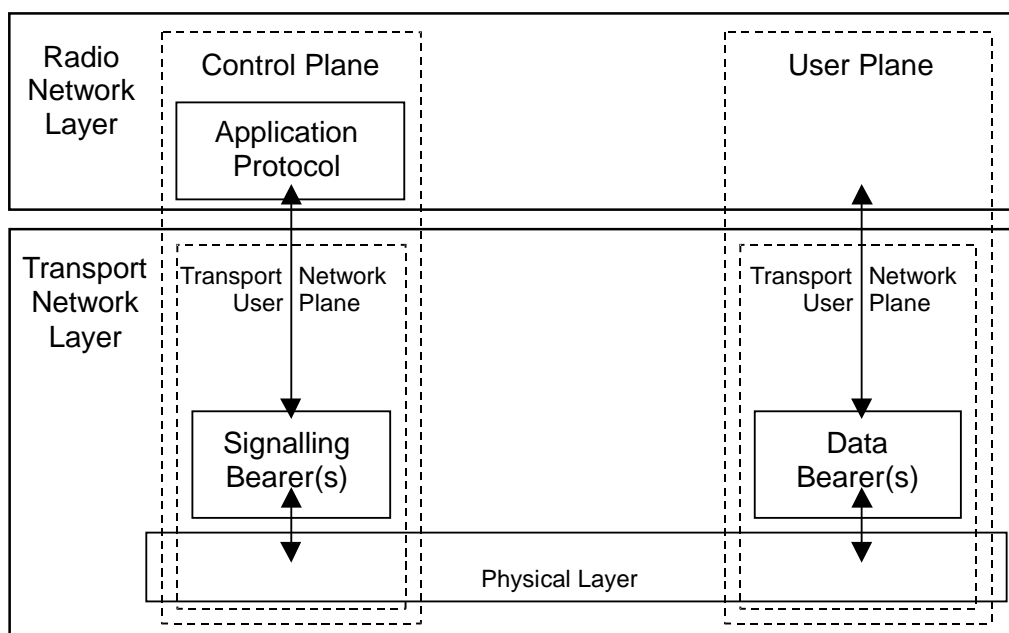 Radio
Network
Layer
Control Plane
User Plane
Application
Protocol
Transport
Network
Layer
Transport Network
User Plane
Transport Network
User Plane
Signalling
Bearer(s)
Data
Bearer(s)
Physical Layer